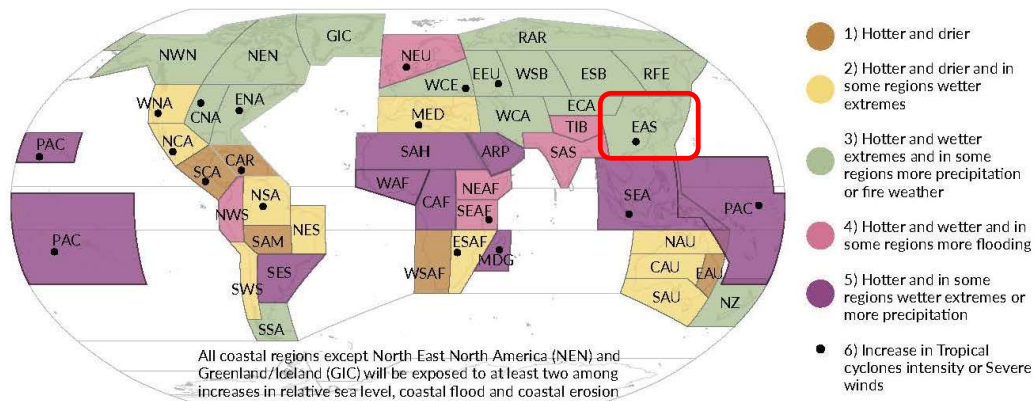 GIC
NWN
NEN
NEU
RAR
WCE
EEU
WSB
ESB
RFE
WNA
CNA
ENA
MED
WCA
ECA
TIB
EAS
PAC
NCA
CAR
SCA
SAH
ARP
SAS
NWS
NSA
WAF
CAF
NEAF
SEAF
SEA
PAC
PAC
NES
SAM
SES
SWS
SSA
WSAF
ESAF
MDG
NAU
CAU
EAU
SAU
NZ
All coastal regions except North East North America (NEN) and
Greenland/Iceland (GIC) will be exposed to at least two among
increases in relative sea level, coastal flood and coastal erosion
1) Hotter and drier
2) Hotter and drier and in
some regions wetter
extremes
3) Hotter and wetter
extremes and in some
regions more precipitation
or fire weather
4) Hotter and wetter and in
some regions more flooding
5) Hotter and in some
regions wetter extremes or
more precipitation
6) Increase in Tropical
cyclones intensity or Severe
winds